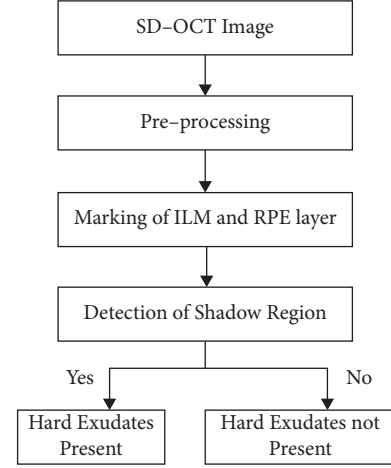 SD–OCT Image
Pre–processing
Marking of ILM and RPE layer
Detection of Shadow Region
Yes
No
Hard Exudates
Present
Hard Exudates not
Present